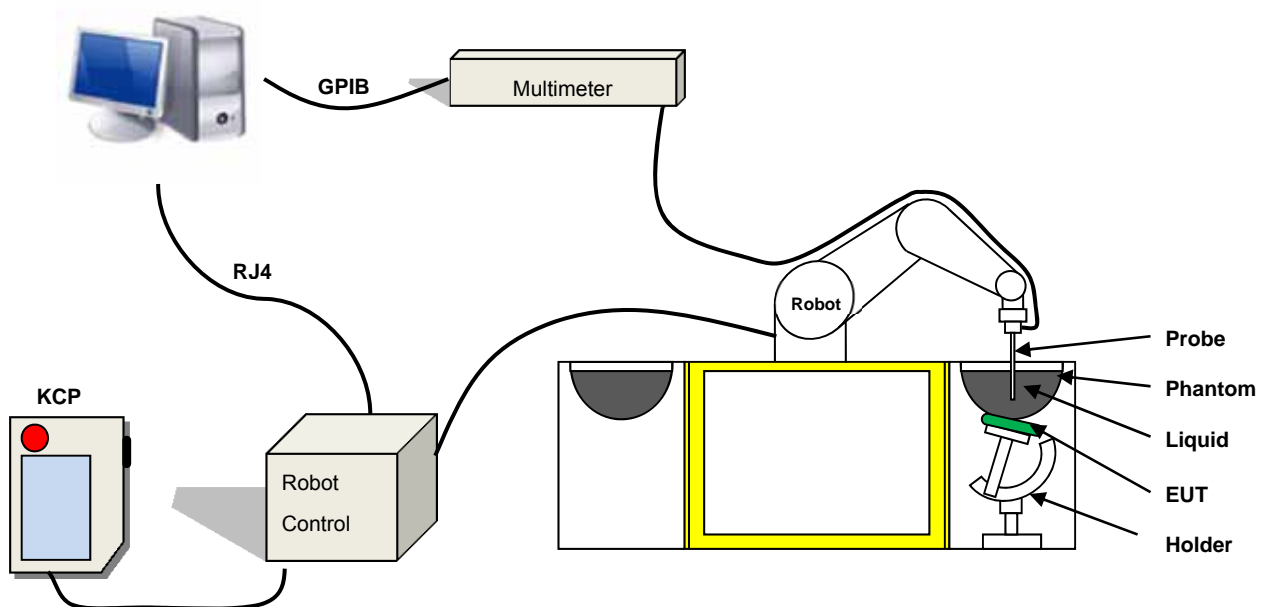 GPIB
Multimeter
RJ4
Robot
Probe
Phantom
KCP
Liquid
Robot
Control
EUT
Holder